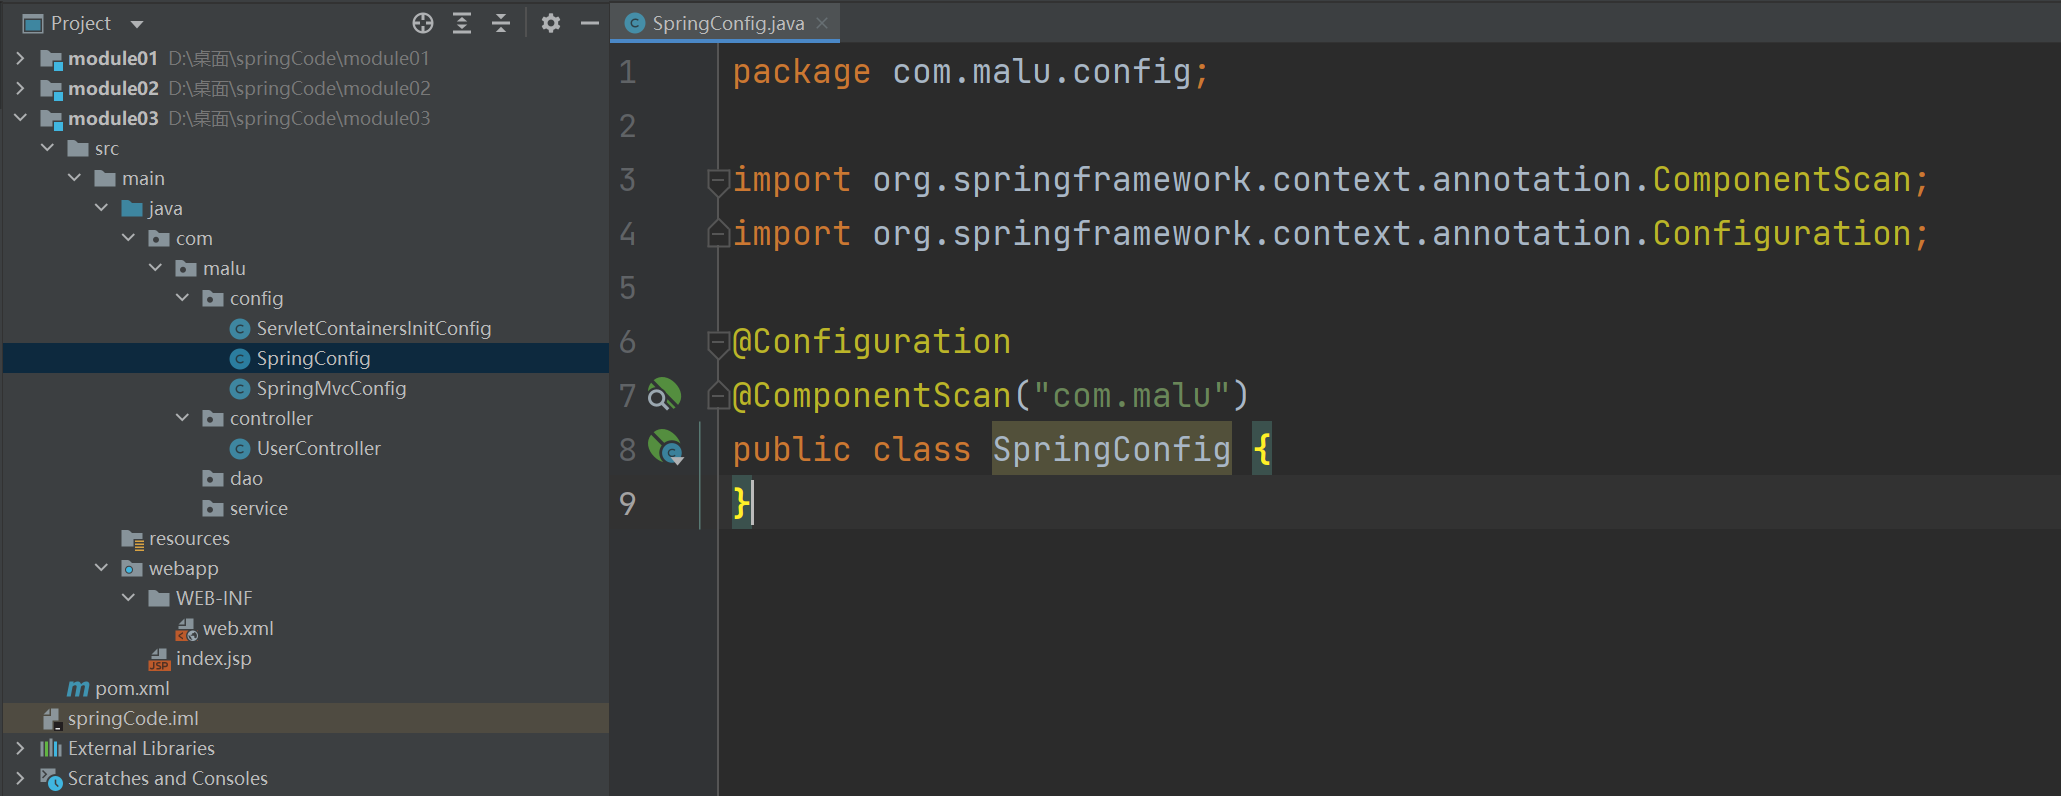 Project
module01 D:\桌面\springCode\module01
module02 D:\桌面\springCode\module02
module03 D:\桌面\springCode\module03
src
main
java
com
malu
config
ServletContainersInitConfig
SpringConfig
SpringMvcConfig
controller
UserController
dao
service
resources
webapp
WEB-INF
web.xml
index.jsp
pom.xml
springCode.iml
External Libraries
Scratches and Consoles
SpringConfig.java
1 package com.malu.config;
2
3 import org.springframework.context.annotation.ComponentScan;
4 import org.springframework.context.annotation.Configuration;
5
6 @Configuration
7 @ComponentScan("com.malu")
8 public class SpringConfig {
9 }